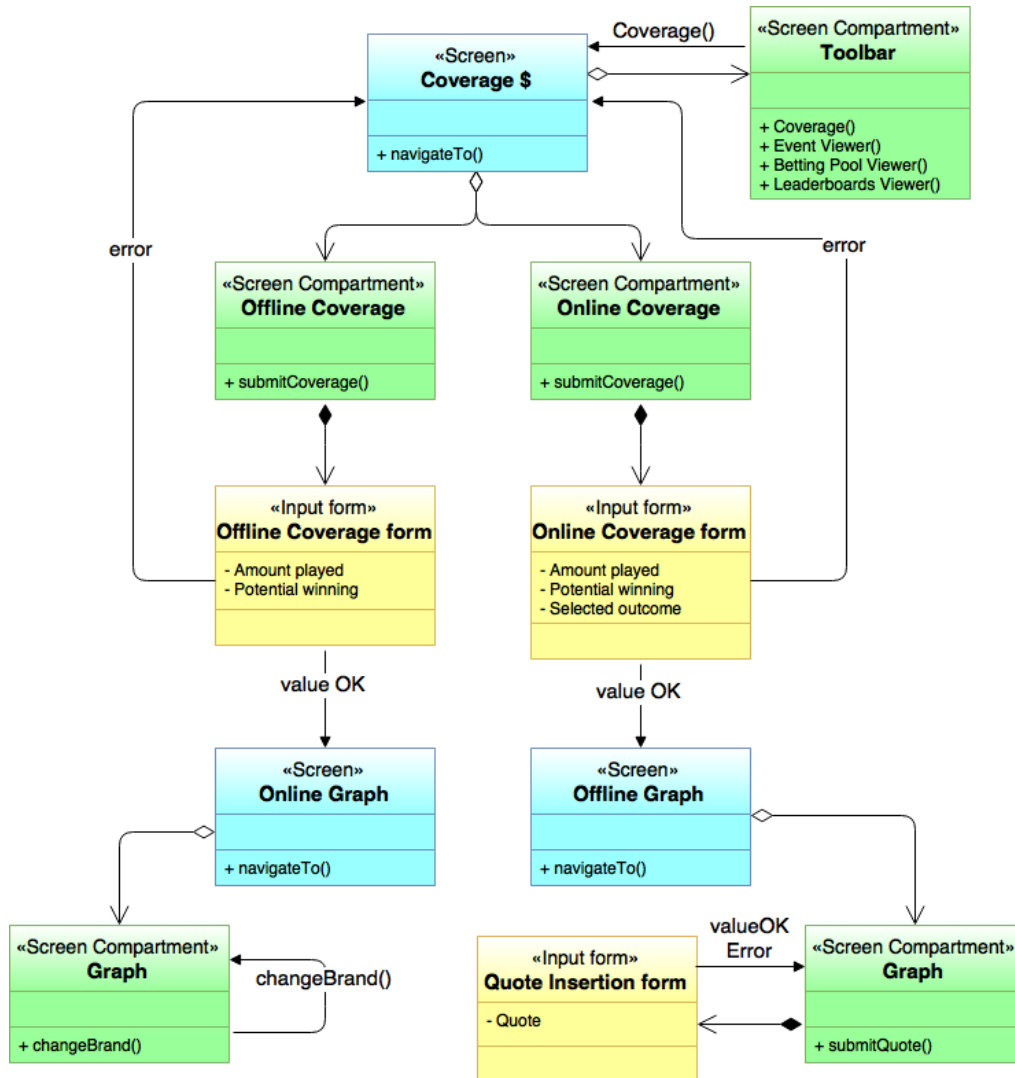 Coverage()
«Screen Compartment»
Toolbar
+ Coverage()
+ Event Viewer()
+ Betting Pool Viewer()
+ Leaderboards Viewer()
«Screen»
Coverage $
+ navigateTo()
error
error
«Screen Compartment»
Offline Coverage
+ submitCoverage()
«Screen Compartment»
Online Coverage
+ submitCoverage()
«Input form»
Offline Coverage form
- Amount played
- Potential winning
«Input form»
Online Coverage form
- Amount played
- Potential winning
- Selected outcome
value OK
value OK
«Screen»
Online Graph
+ navigateTo()
«Screen»
Offline Graph
+ navigateTo()
«Screen Compartment»
Graph
+ changeBrand()
changeBrand()
«Input form»
Quote Insertion form
- Quote
valueOK
Error
«Screen Compartment»
Graph
+ submitQuote()